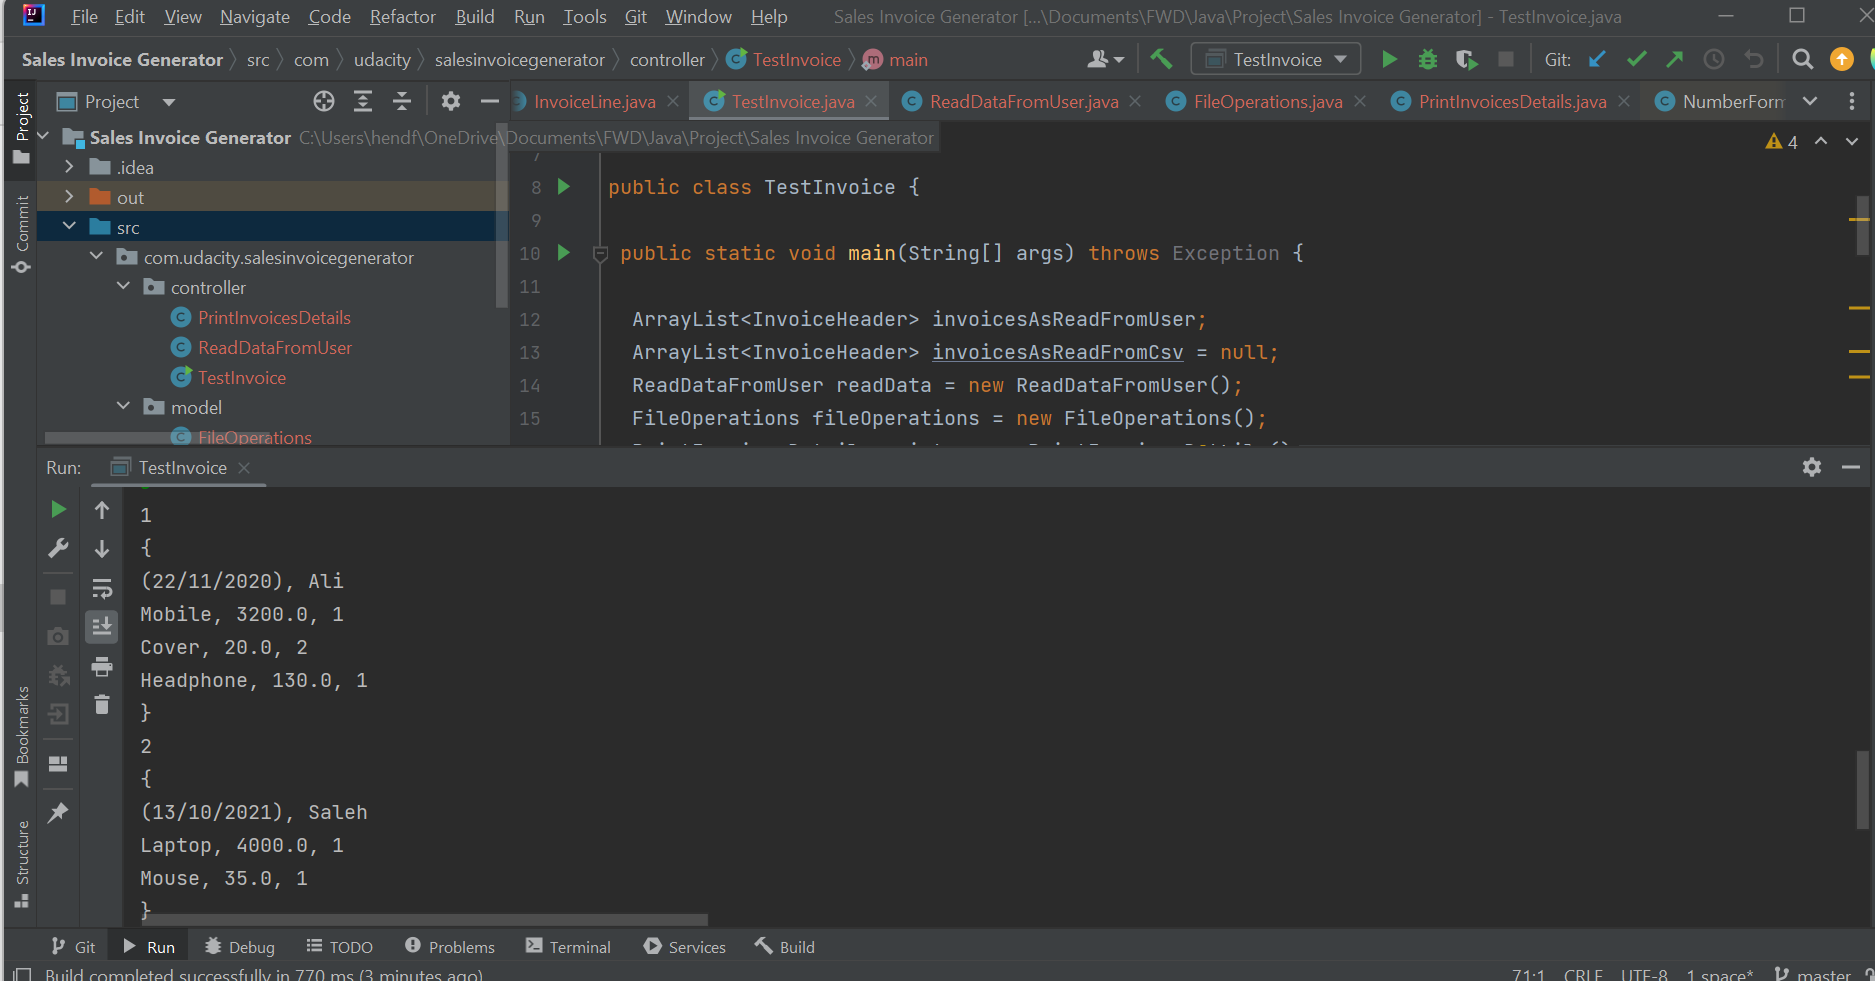 File Edit View Navigate Code Refactor Build Run Tools Git Window Help Sales Invoice Generator [...\Documents\FWD\Java\Project\Sales Invoice Generator] - TestInvoice.java
Sales Invoice Generator src com udacity salesinvoicegenerator controller TestInvoice main TestInvoice Git:
Project InvoiceLine.java TestInvoice.java ReadDataFromUser.java FileOperations.java PrintInvoicesDetails.java NumberForm
Project
Sales Invoice Generator C:\Users\hendf\OneDrive\Documents\FWD\Java\Project\Sales Invoice Generator
4
.idea
out
src
com.udacity.salesinvoicegenerator
controller
PrintInvoicesDetails
ReadDataFromUser
TestInvoice
model
FileOperations
Commit
7
8 public class TestInvoice {
9
10 public static void main(String[] args) throws Exception {
11
12 ArrayList<InvoiceHeader> invoicesAsReadFromUser;
13 ArrayList<InvoiceHeader> invoicesAsReadFromCsv = null;
14 ReadDataFromUser readData = new ReadDataFromUser();
15 FileOperations fileOperations = new FileOperations();
Run: TestInvoice
1
{
(22/11/2020), Ali
Mobile, 3200.0, 1
Cover, 20.0, 2
Headphone, 130.0, 1
}
2
{
(13/10/2021), Saleh
Laptop, 4000.0, 1
Mouse, 35.0, 1
}
Bookmarks
Structure
Git Run Debug TODO Problems Terminal Services Build
Build completed successfully in 770 ms (3 minutes ago) 71:1 CRLF UTF-8 1 space* master